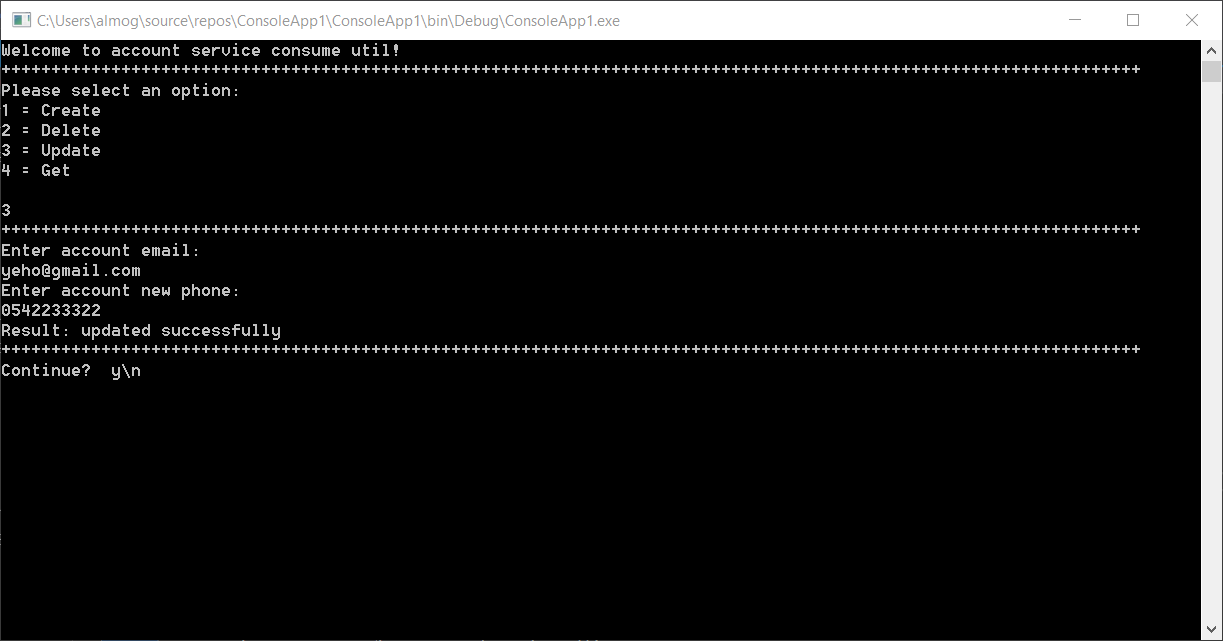 C:\Users\almog\source\repos\ConsoleApp1\ConsoleApp1\bin\Debug\ConsoleApp1.exe
Welcome to account service consume util!
++++++++++++++++++++++++++++++++++++++++++++++++++++++++++++++++++++++++++++++++++++++++++++++++++++++++++++++++++
Please select an option:
1 = Create
2 = Delete
3 = Update
4 = Get
3
++++++++++++++++++++++++++++++++++++++++++++++++++++++++++++++++++++++++++++++++++++++++++++++++++++++++++++++++++
Enter account email:
yeho@gmail.com
Enter account new phone:
0542233322
Result: updated successfully
++++++++++++++++++++++++++++++++++++++++++++++++++++++++++++++++++++++++++++++++++++++++++++++++++++++++++++++++++
Continue?  y\n